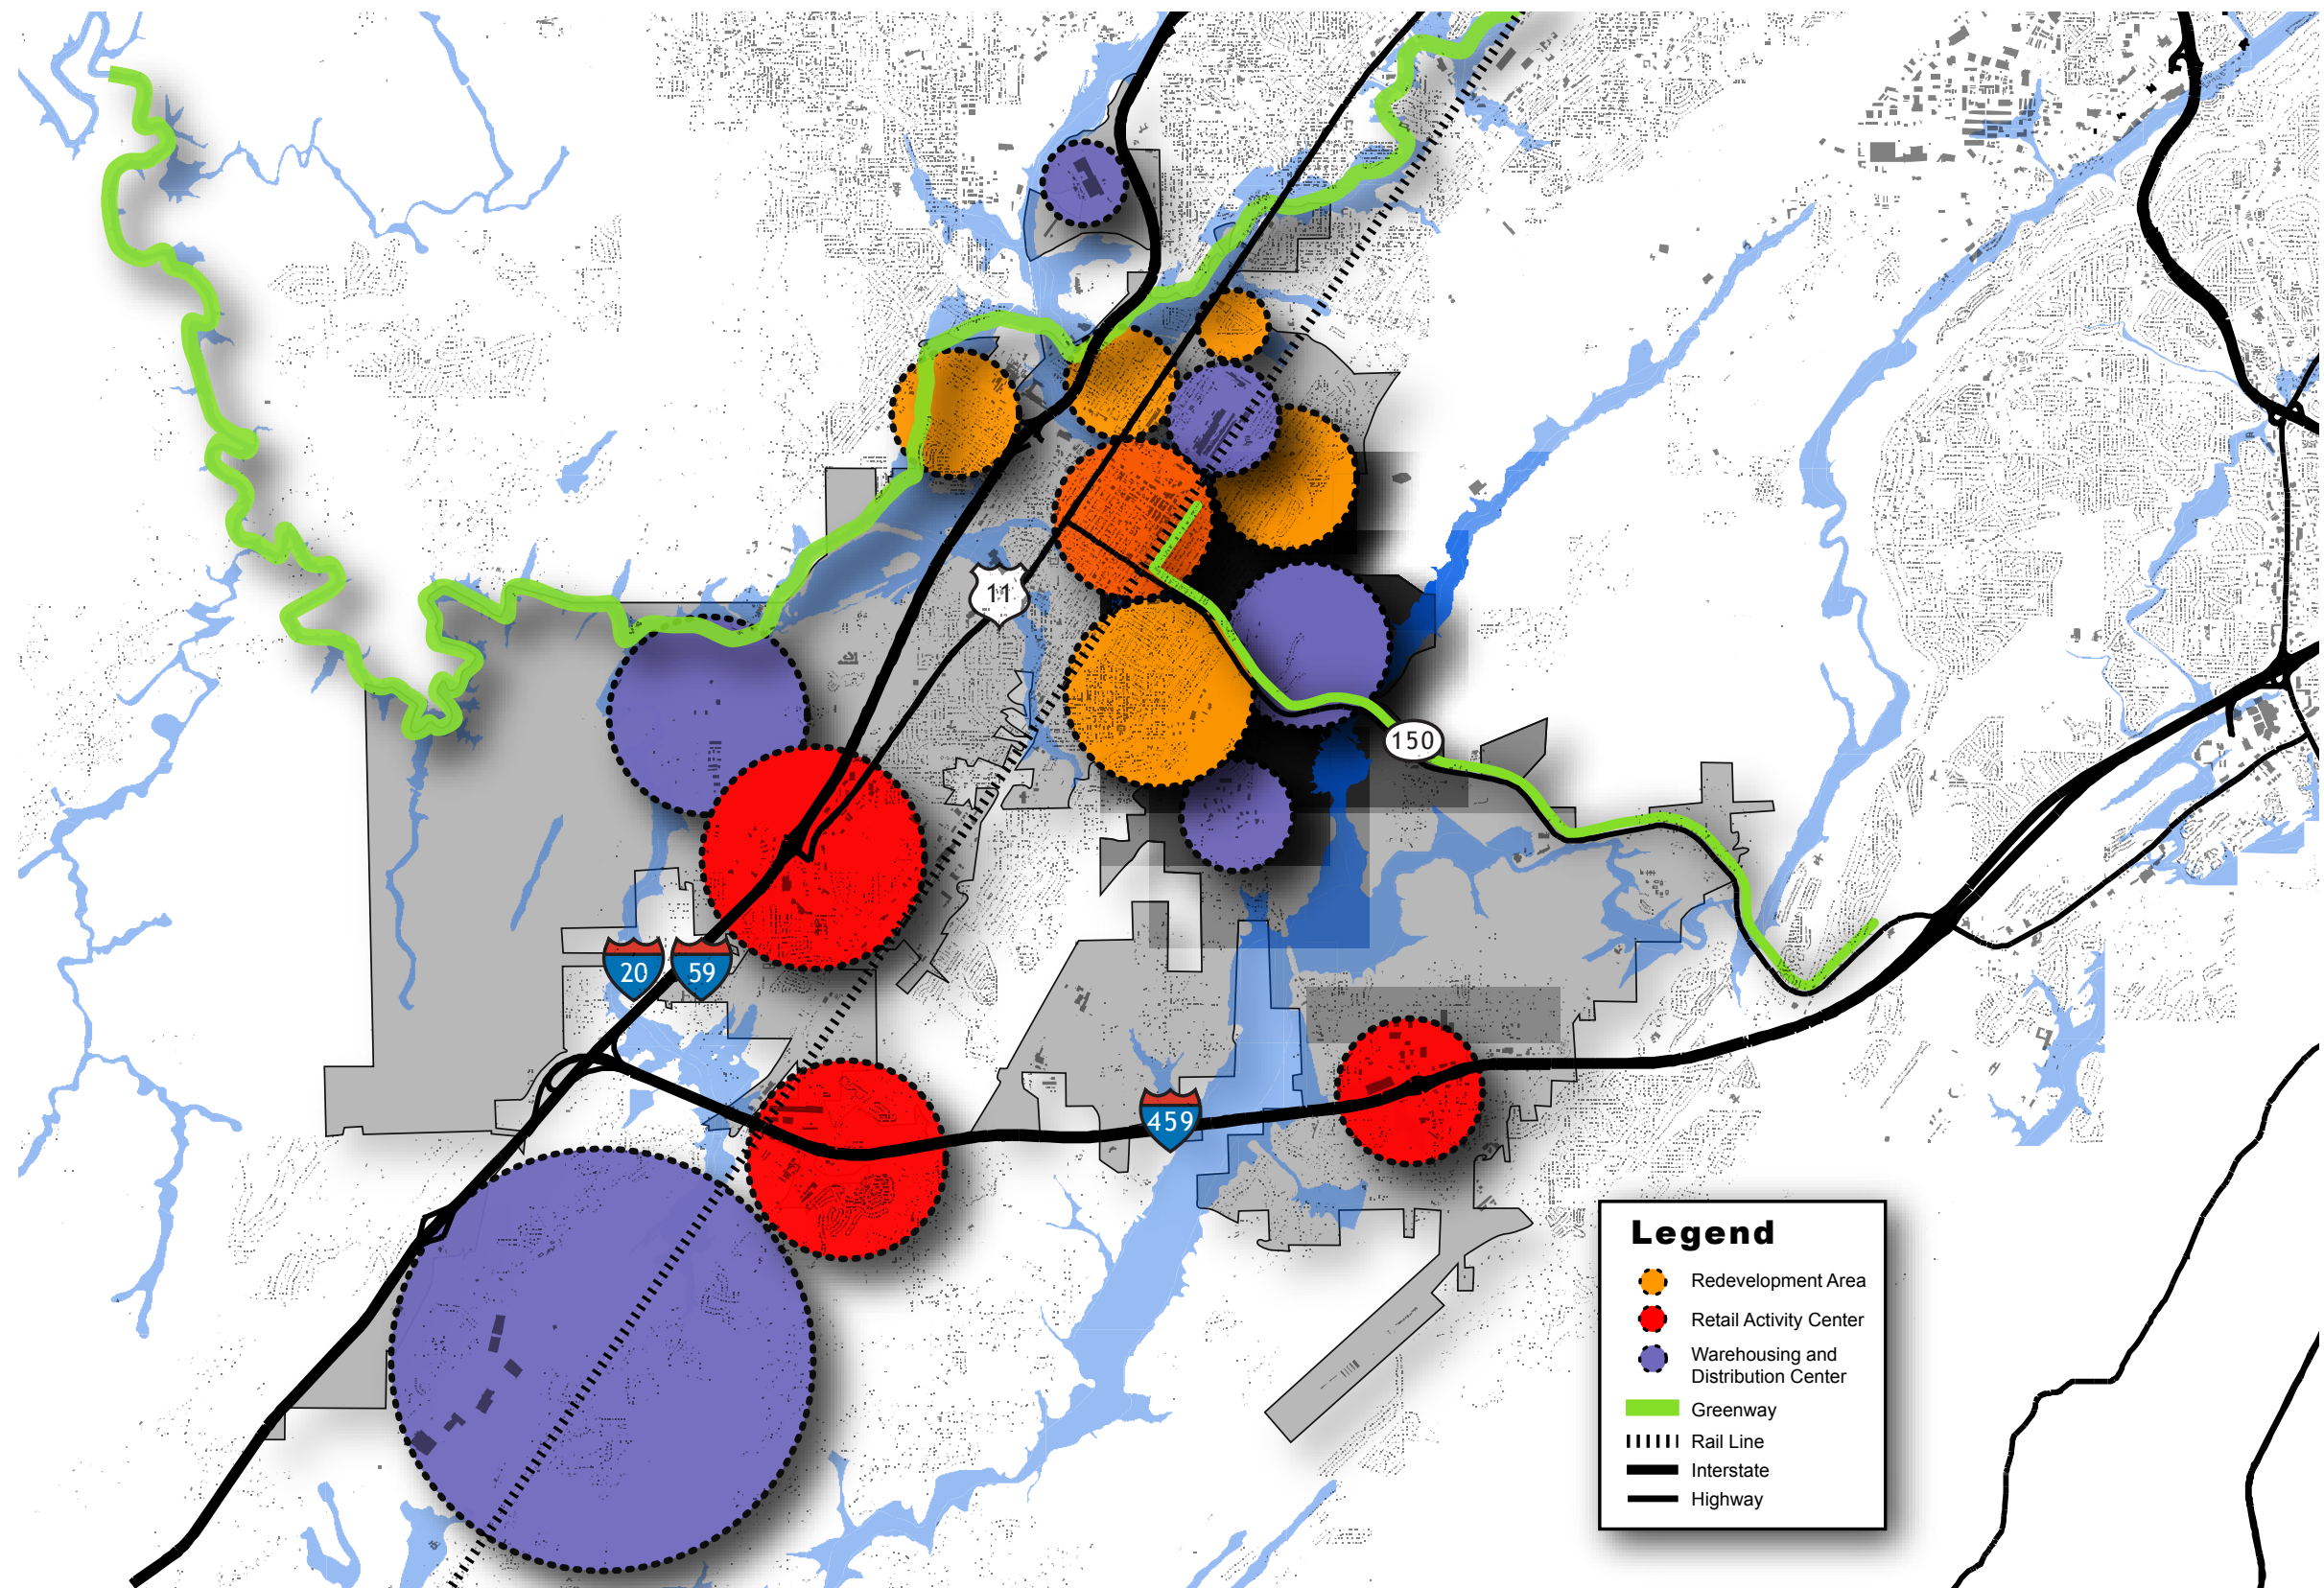 11
150
20
59
459
Legend
Redevelopment Area
Retail Activity Center
Warehousing and
Distribution Center
Greenway
Rail Line
Interstate
Highway